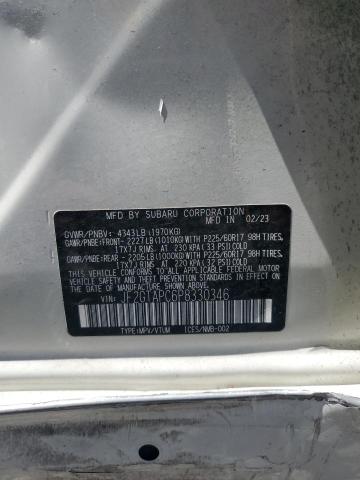 MFD BY SUBARU CORPORATION
MFD IN 02/23
GVWR/PNBV: 4343LB(1970KG)
GAWR/PNBE:FRONT- 2227LB(1010KG)WITH P225/60R17 98H TIRES,
17X7J RIMS, AT 230 KPA(33 PSI)COLD
GAWR/PNBE:REAR - 2205LB(1000KG)WITH P225/60R17 98H TIRES,
17X7J RIMS, AT 220 KPA(32 PSI)COLD
THIS VEHICLE CONFORMS TO ALL APPLICABLE FEDERAL MOTOR
VEHICLE SAFETY AND BUMPER AND THEFT PREVENTION STANDARDS
IN EFFECT ON THE DATE OF MANUFACTURE SHOWN ABOVE.
VIN: JF2GTAPC6P8330346
TYPE:MPV/VTUM ICES/NMB-002